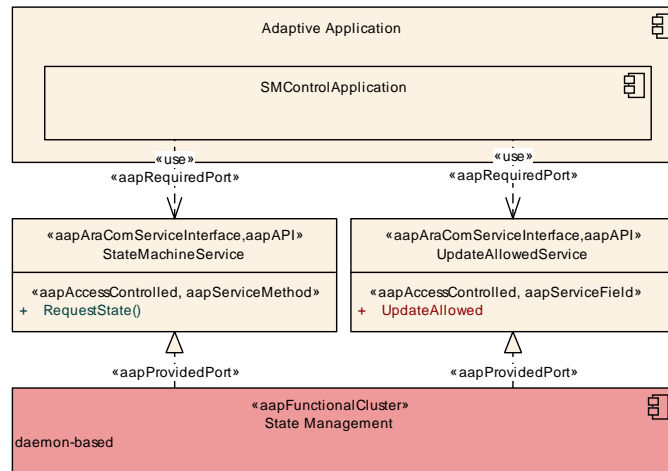 Adaptive Application
SMControlApplication
«use»
«aapRequiredPort»
«use»
«aapRequiredPort»
«aapAraComServiceInterface,aapAPI»
StateMachineService
«aapAccessControlled, aapServiceMethod»
+ RequestState()
«aapAraComServiceInterface,aapAPI»
UpdateAllowedService
«aapAccessControlled, aapServiceField»
+ UpdateAllowed
«aapProvidedPort»
«aapProvidedPort»
«aapFunctionalCluster»
State Management
daemon-based